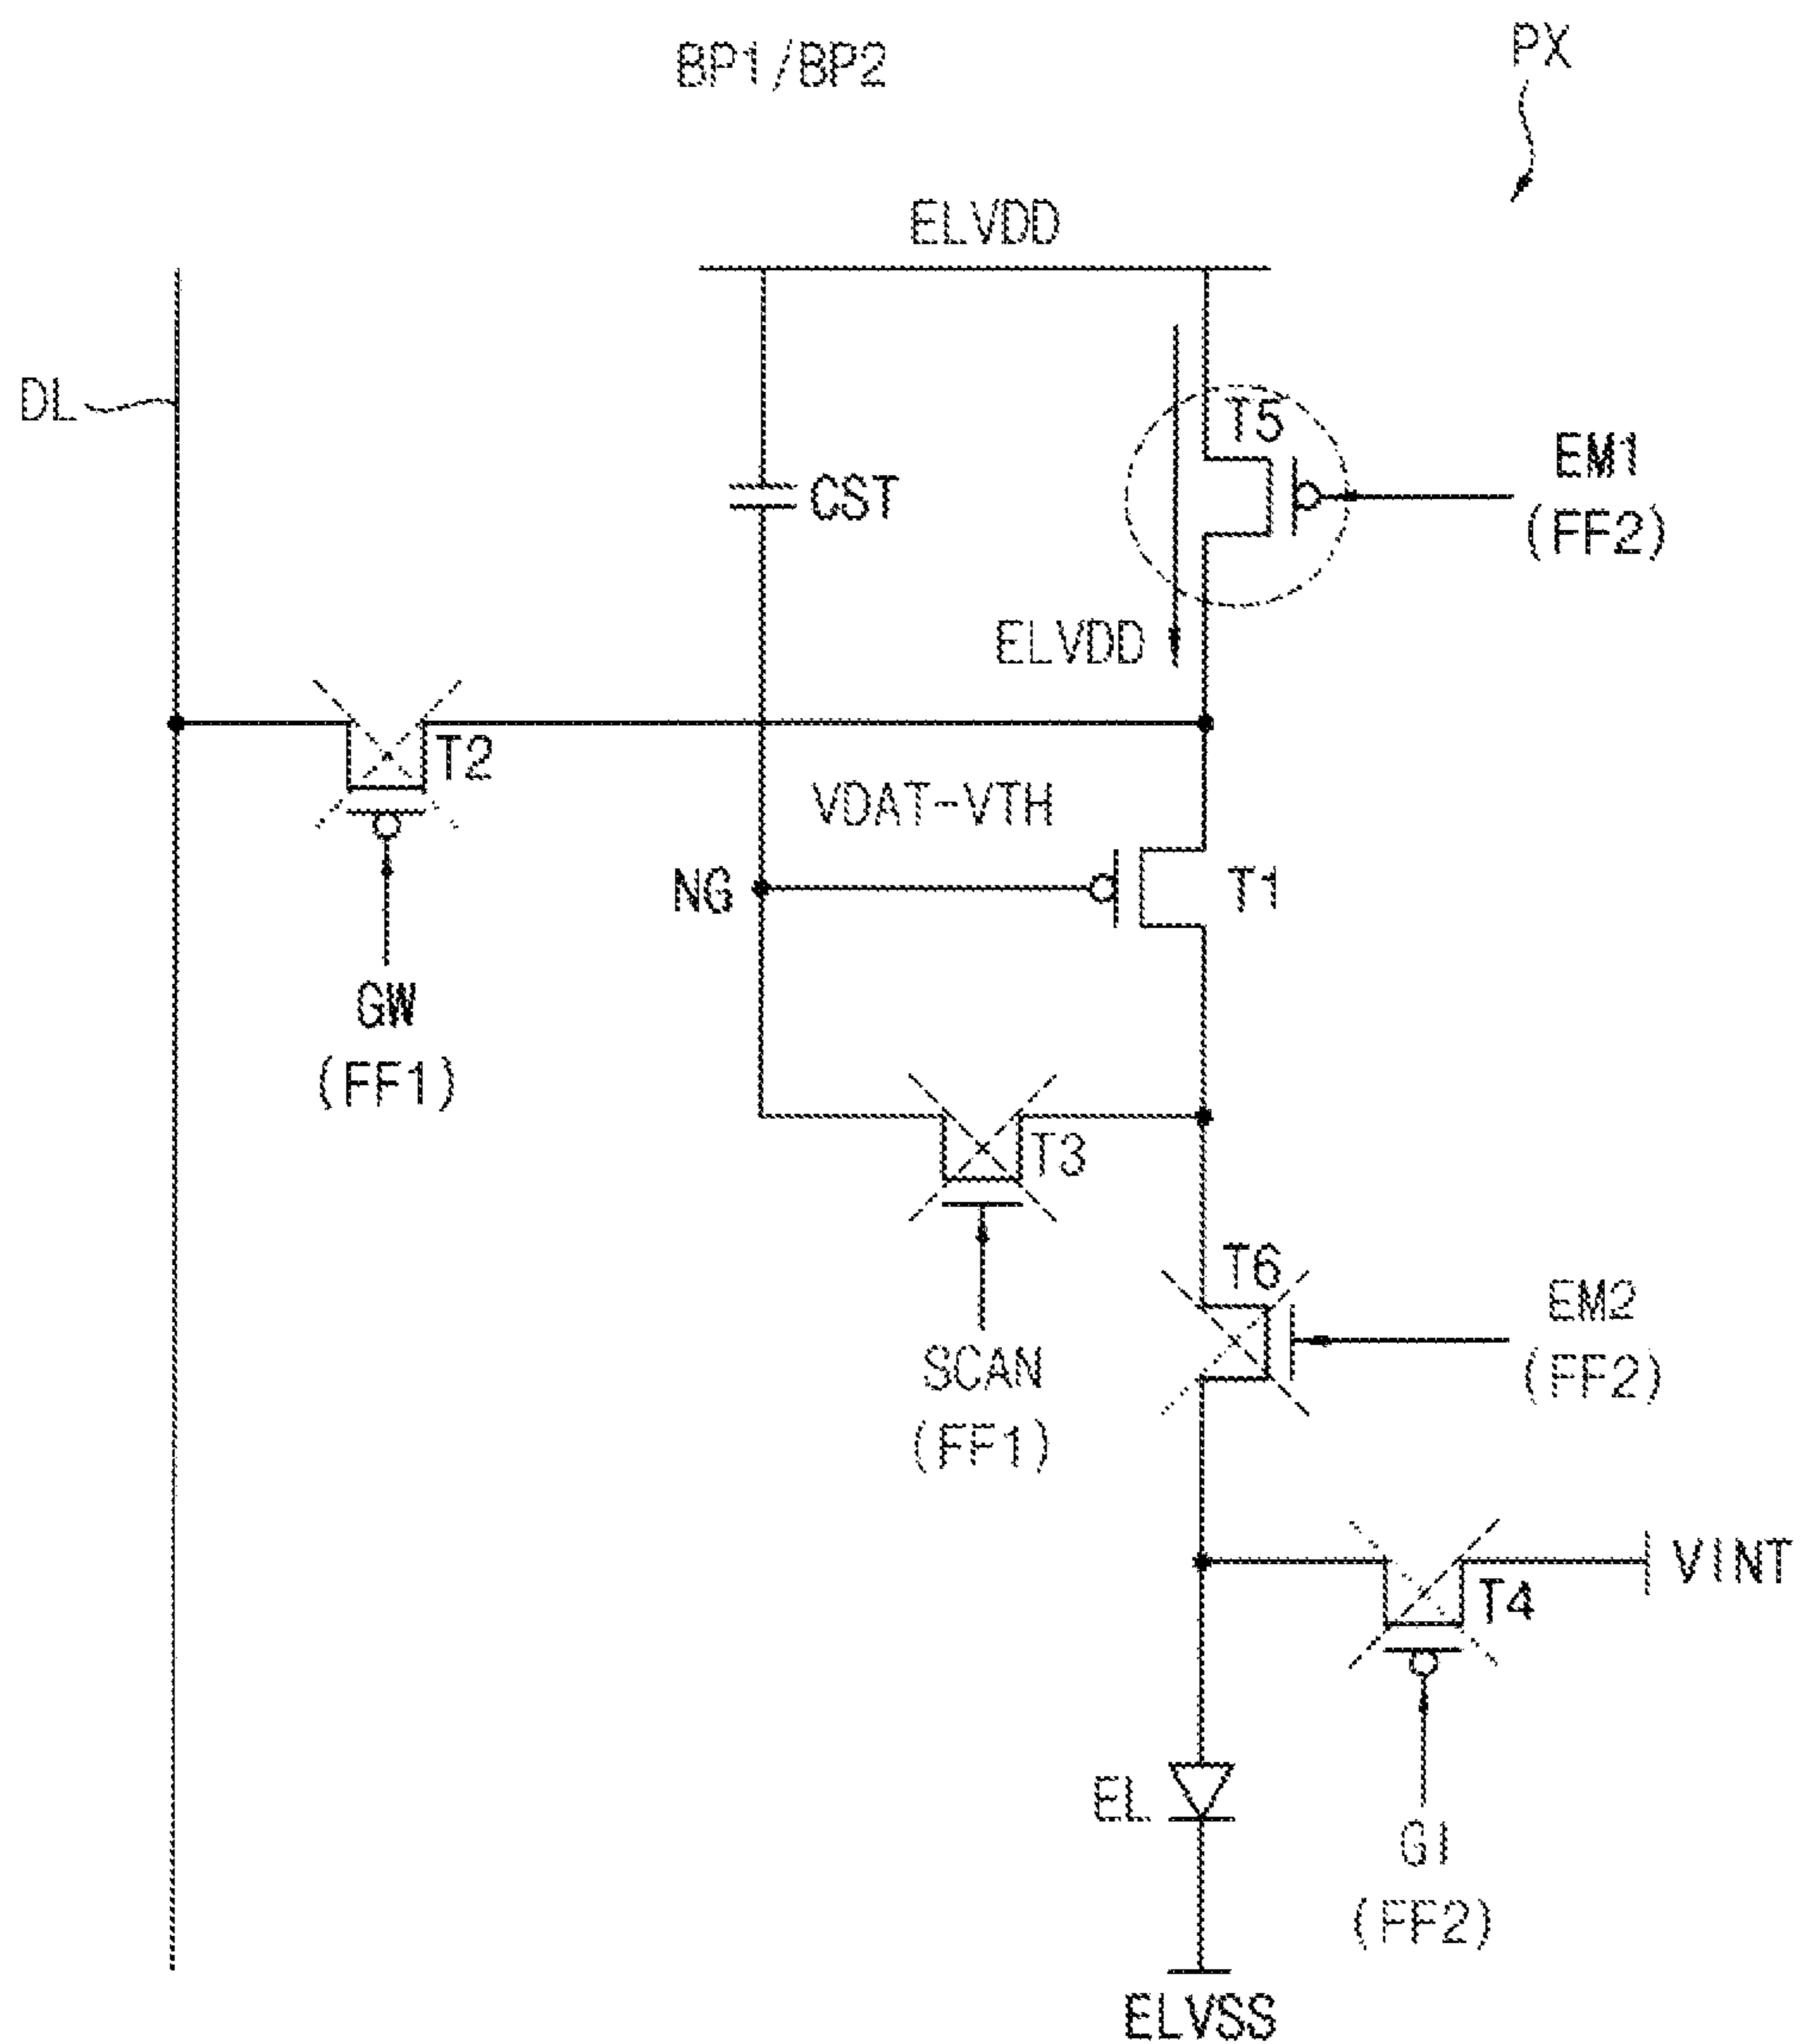 BP1/BP2
PX
ELVDD
DL
T5
EM1
(FF2)
CST
ELVDD
T2
VDAT-VTH
NG
T1
GW
(FF1)
T3
T6
EM2
(FF2)
SCAN
(FF1)
VINT
T4
EL
GI
(FF2)
ELVSS